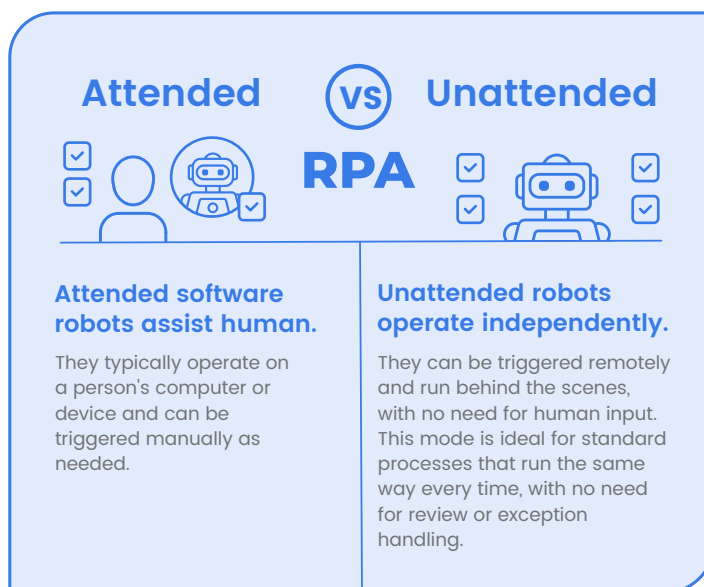 Attended
VS
Unattended
RPA
Attended software
robots assist human.
They typically operate on
a person's computer or
device and can be
triggered manually as
needed.
Unattended robots
operate independently.
They can be triggered remotely
and run behind the scenes,
with no need for human input.
This mode is ideal for standard
processes that run the same
way every time, with no need
for review or exception
handling.